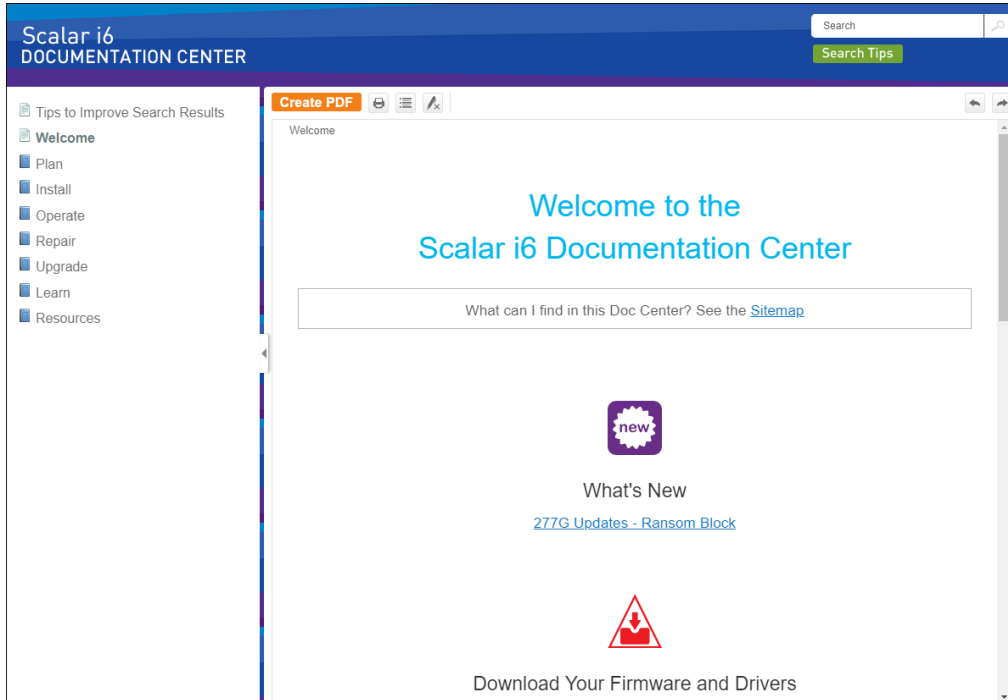 Scalar i6
DOCUMENTATION CENTER
Search
Search Tips
Tips to Improve Search Results
Welcome
Plan
Install
Operate
Repair
Upgrade
Learn
Resources
Create PDF
Welcome
Welcome to the
Scalar i6 Documentation Center
What can I find in this Doc Center? See the Sitemap
new
What's New
277G Updates - Ransom Block
Download Your Firmware and Drivers